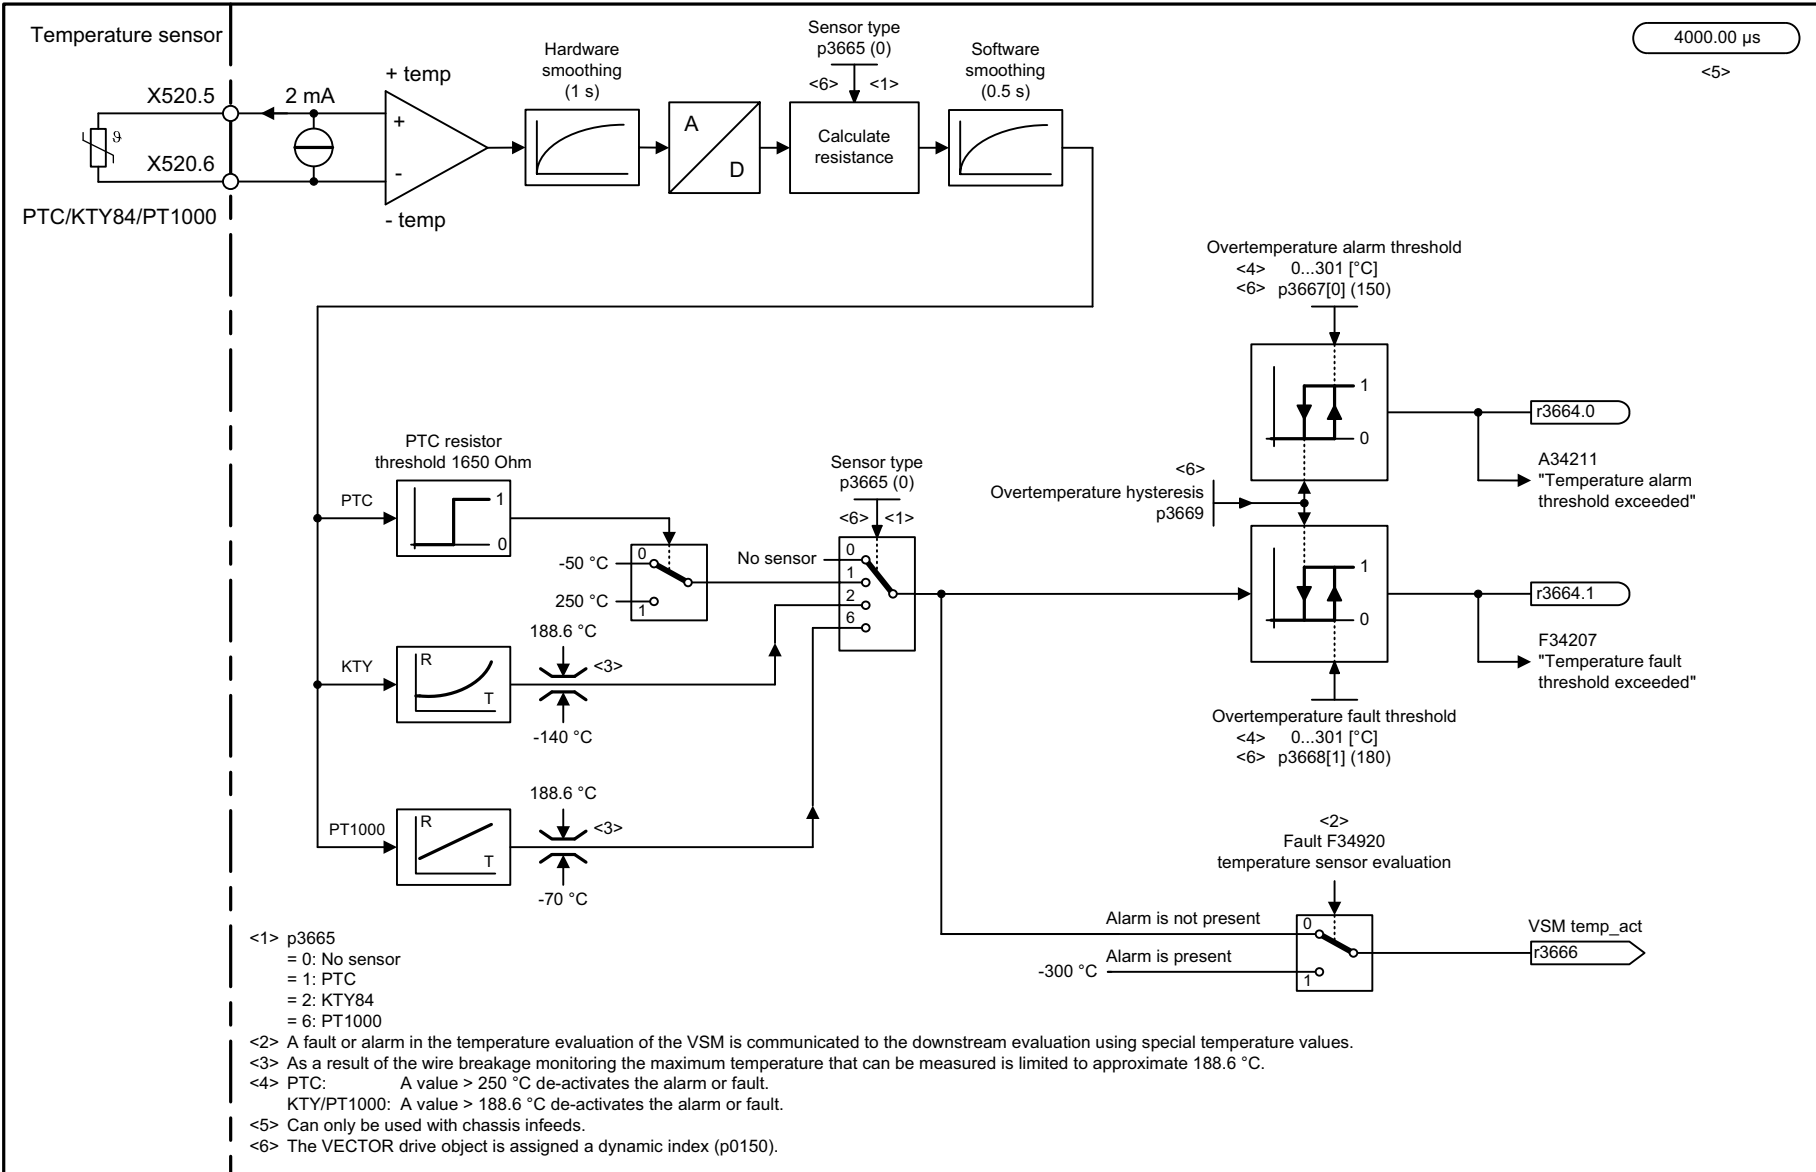 Temperature sensor
X520.5
2 mA
ϑ
X520.6
PTC/KTY84/PT1000
+ temp
+
-
- temp
Hardware
smoothing
(1 s)
A
D
Sensor type
p3665 (0)
<6>
<1>
Calculate
resistance
Software
smoothing
(0.5 s)
4000.00 µs
<5>
Overtemperature alarm threshold
<4> 0...301 [°C]
<6> p3667[0] (150)
1
0
r3664.0
A34211
"Temperature alarm
threshold exceeded"
<6>
Overtemperature hysteresis
p3669
1
0
r3664.1
F34207
"Temperature fault
threshold exceeded"
Overtemperature fault threshold
<4> 0...301 [°C]
<6> p3668[1] (180)
PTC resistor
threshold 1650 Ohm
PTC
1
0
-50 °C
0
250 °C
1
Sensor type
p3665 (0)
<6>
<1>
No sensor
0
1
2
6
188.6 °C
KTY
R
T
<3>
-140 °C
188.6 °C
PT1000
R
T
<3>
-70 °C
<2>
Fault F34920
temperature sensor evaluation
Alarm is not present
0
Alarm is present
-300 °C
1
VSM temp_act
r3666
<1> p3665
= 0: No sensor
= 1: PTC
= 2: KTY84
= 6: PT1000
<2> A fault or alarm in the temperature evaluation of the VSM is communicated to the downstream evaluation using special temperature values.
<3> As a result of the wire breakage monitoring the maximum temperature that can be measured is limited to approximate 188.6 °C.
<4> PTC: A value > 250 °C de-activates the alarm or fault.
KTY/PT1000: A value > 188.6 °C de-activates the alarm or fault.
<5> Can only be used with chassis infeeds.
<6> The VECTOR drive object is assigned a dynamic index (p0150).